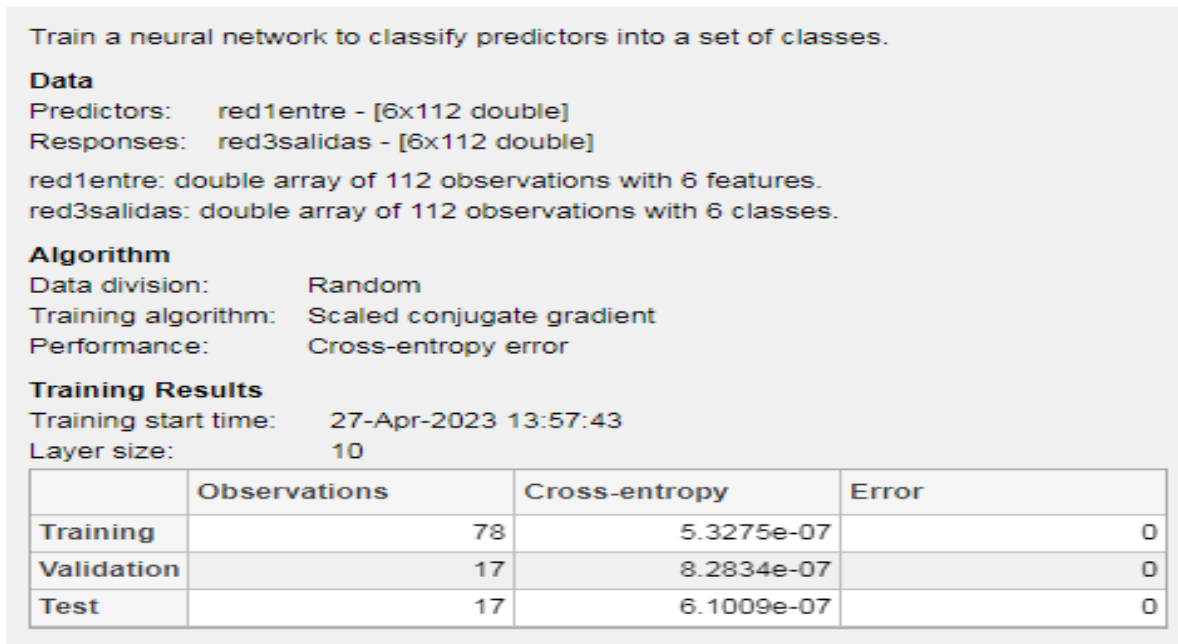 Train a neural network to classify predictors into a set of classes.
Data
Predictors: red1entre - [6x112 double]
Responses: red3salidas - [6x112 double]
red1entre: double array of 112 observations with 6 features.
red3salidas: double array of 112 observations with 6 classes.
Algorithm
Data division: Random
Training algorithm: Scaled conjugate gradient
Performance: Cross-entropy error
Training Results
Training start time: 27-Apr-2023 13:57:43
Layer size: 10
Observations Cross-entropy Error
Training 78 5.3275e-07 0
Validation 17 8.2834e-07 0
Test 17 6.1009e-07 0